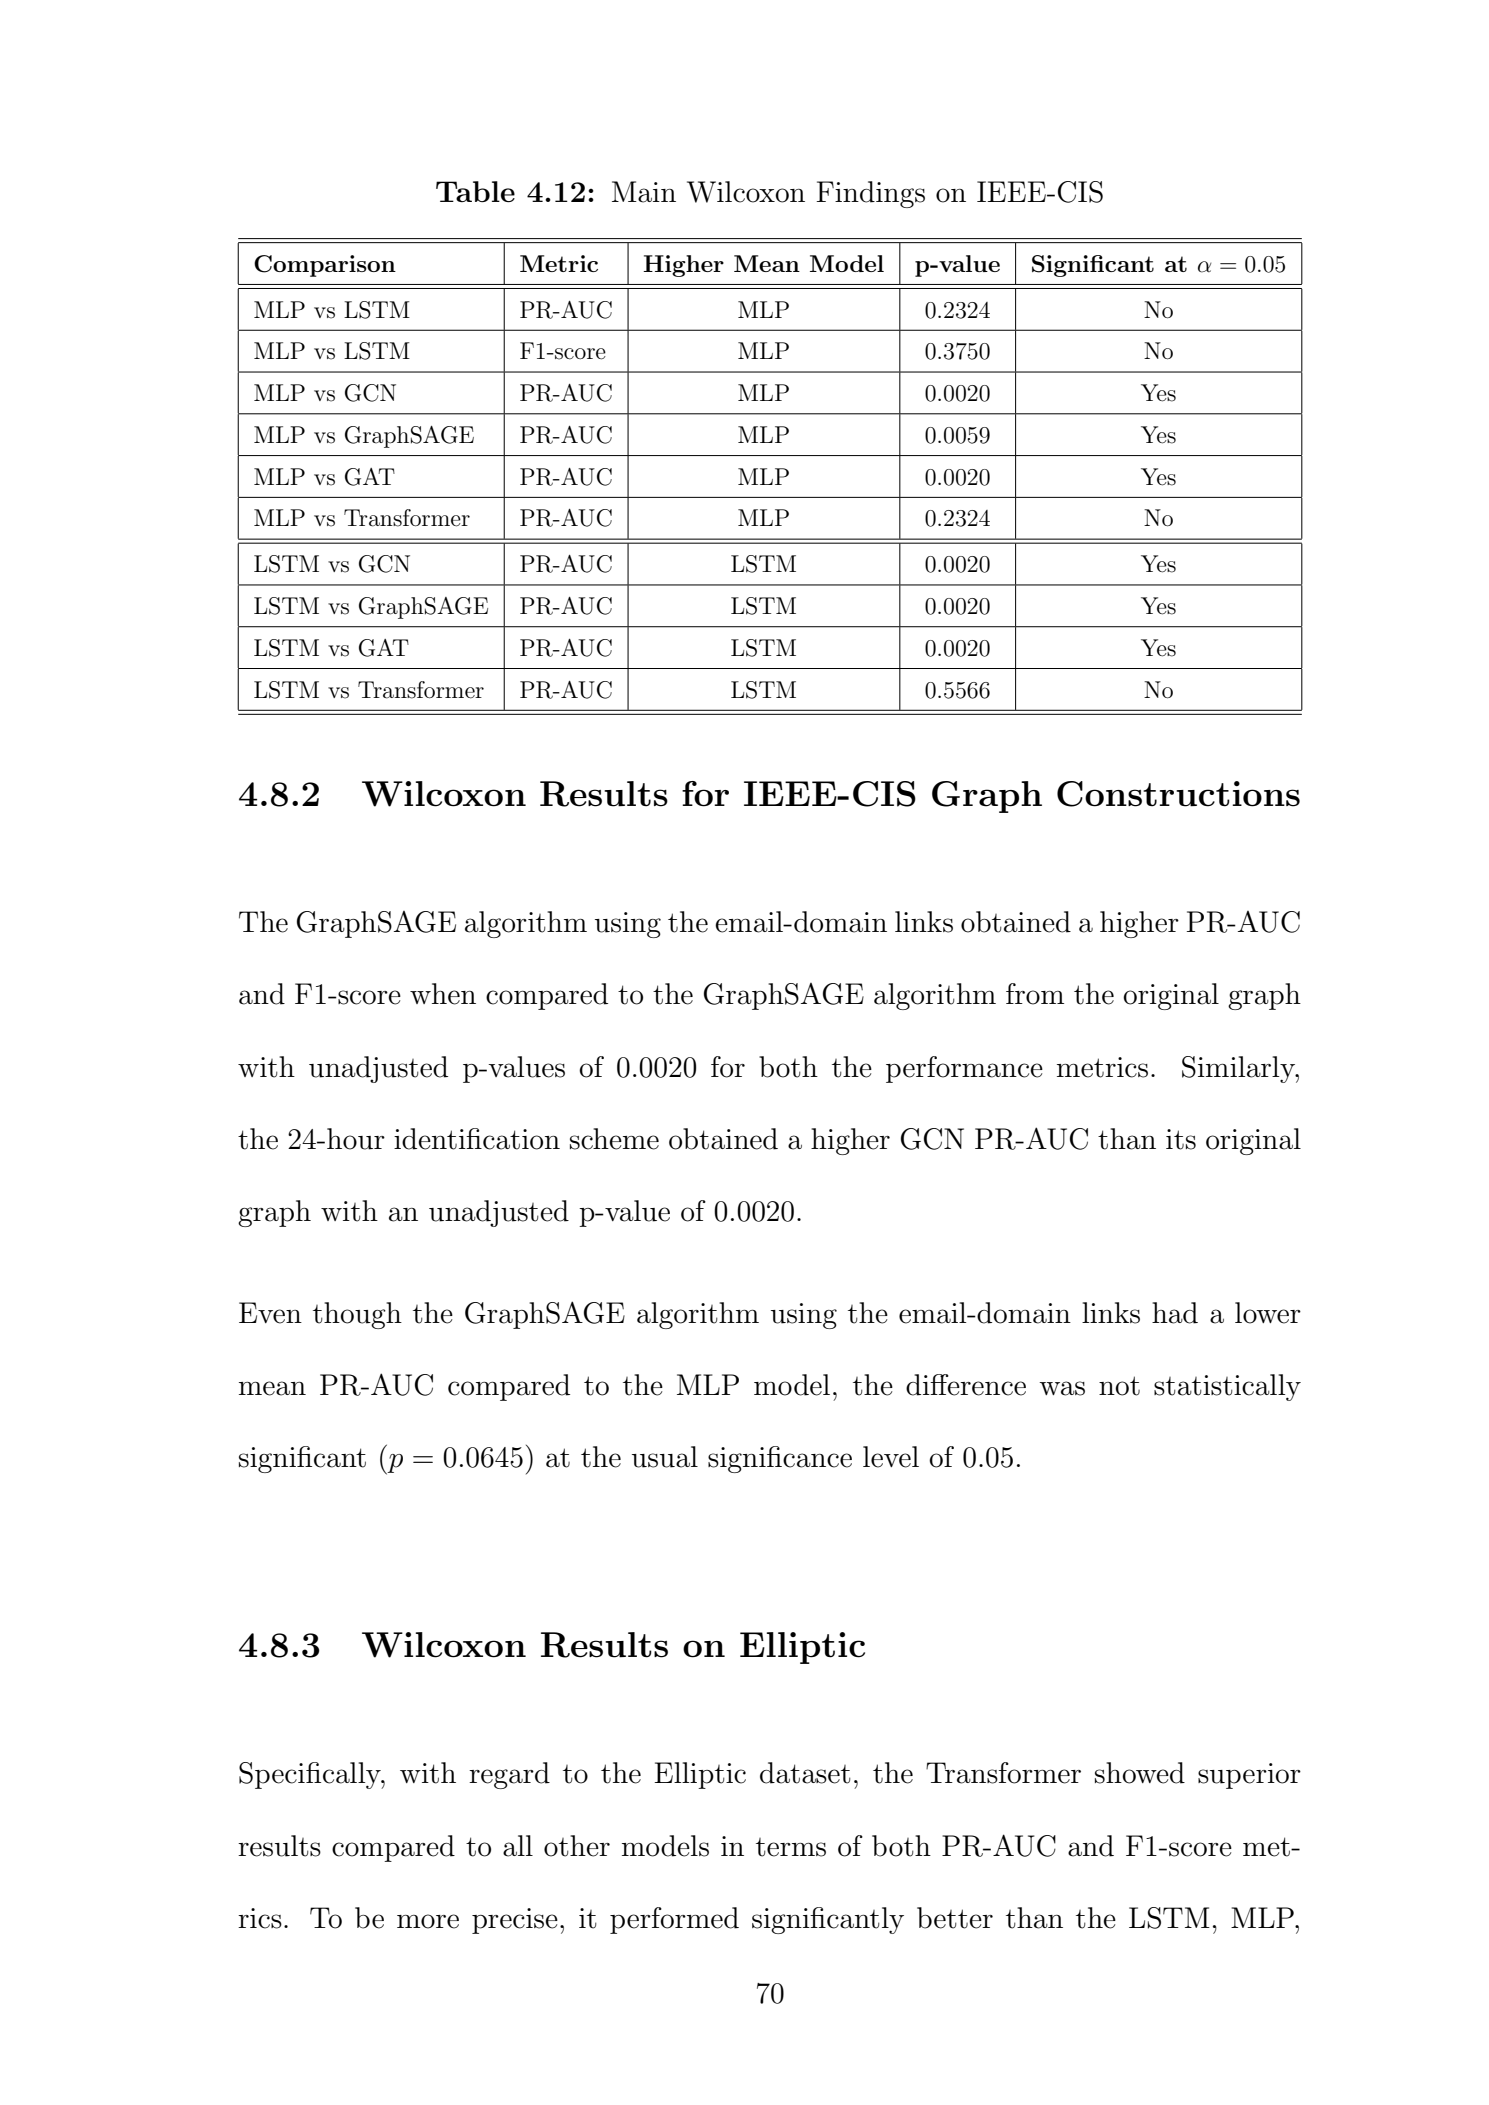 Table 4.12: Main Wilcoxon Findings on IEEE-CIS
Comparison Metric Higher Mean Model p-value Significant at α = 0.05
MLP vs LSTM PR-AUC MLP 0.2324 No
MLP vs LSTM F1-score MLP 0.3750 No
MLP vs GCN PR-AUC MLP 0.0020 Yes
MLP vs GraphSAGE PR-AUC MLP 0.0059 Yes
MLP vs GAT PR-AUC MLP 0.0020 Yes
MLP vs Transformer PR-AUC MLP 0.2324 No
LSTM vs GCN PR-AUC LSTM 0.0020 Yes
LSTM vs GraphSAGE PR-AUC LSTM 0.0020 Yes
LSTM vs GAT PR-AUC LSTM 0.0020 Yes
LSTM vs Transformer PR-AUC LSTM 0.5566 No
4.8.2 Wilcoxon Results for IEEE-CIS Graph Constructions
The GraphSAGE algorithm using the email-domain links obtained a higher PR-AUC
and F1-score when compared to the GraphSAGE algorithm from the original graph
with unadjusted p-values of 0.0020 for both the performance metrics. Similarly,
the 24-hour identification scheme obtained a higher GCN PR-AUC than its original
graph with an unadjusted p-value of 0.0020.
Even though the GraphSAGE algorithm using the email-domain links had a lower
mean PR-AUC compared to the MLP model, the difference was not statistically
significant (p = 0.0645) at the usual significance level of 0.05.
4.8.3 Wilcoxon Results on Elliptic
Specifically, with regard to the Elliptic dataset, the Transformer showed superior
results compared to all other models in terms of both PR-AUC and F1-score met-
rics. To be more precise, it performed significantly better than the LSTM, MLP,
70